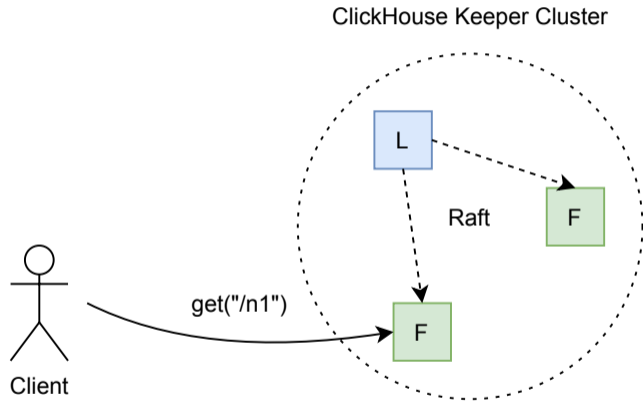 ClickHouse Keeper Cluster
L
Raft
F
get("/n1")
F
Client